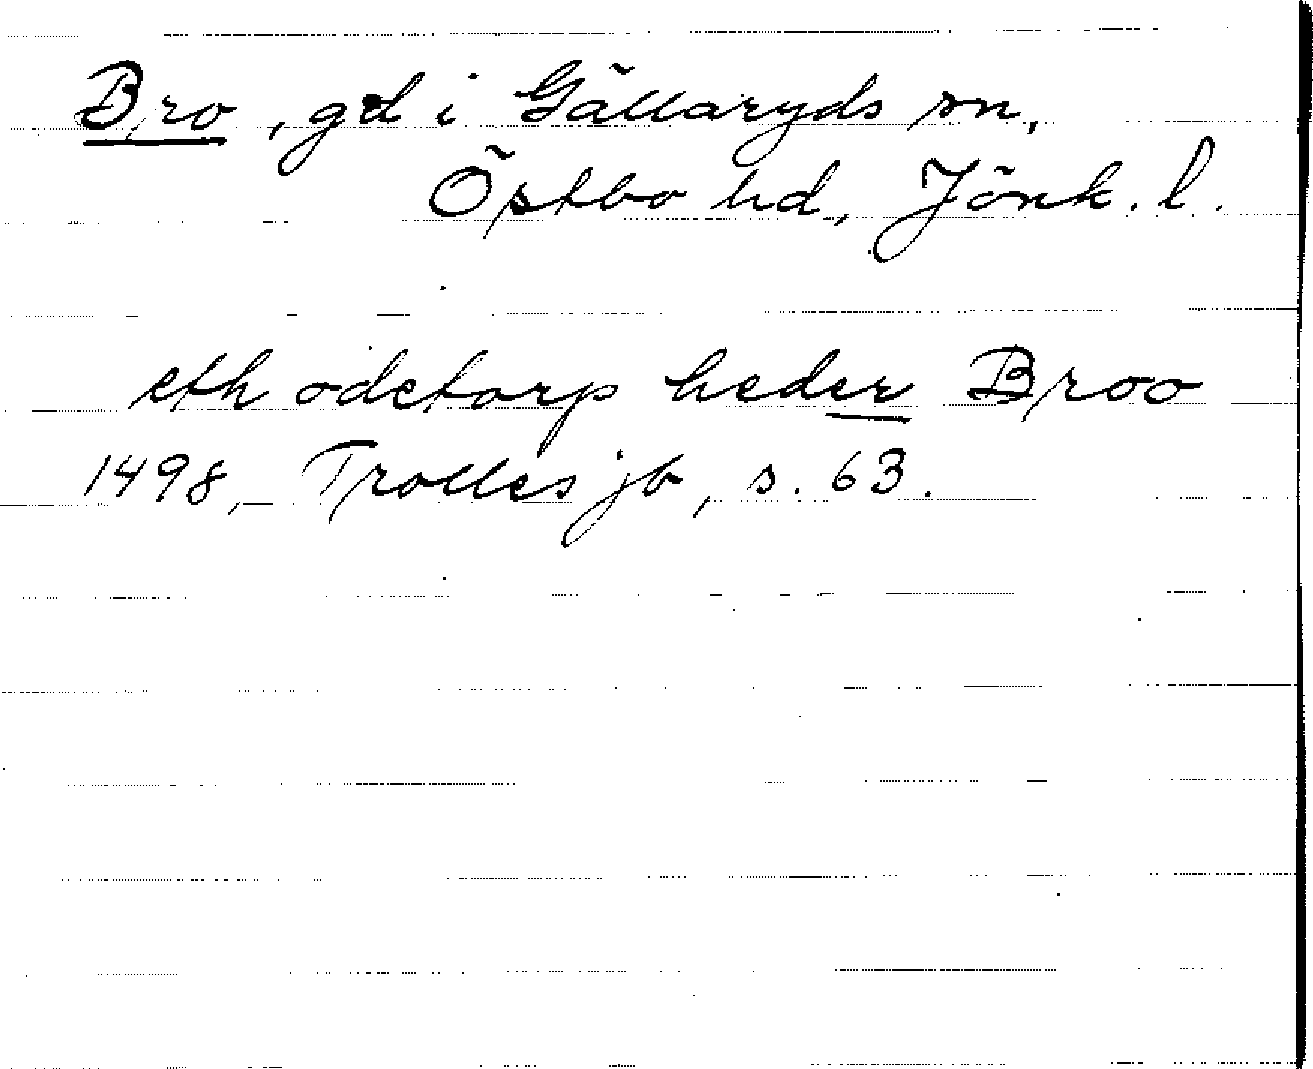 Bro, gd i Gällaryds sn,
Östbo hd, Jönk. l.
eth ödetorp heder Broo
1498, Trolles jb, s. 63.